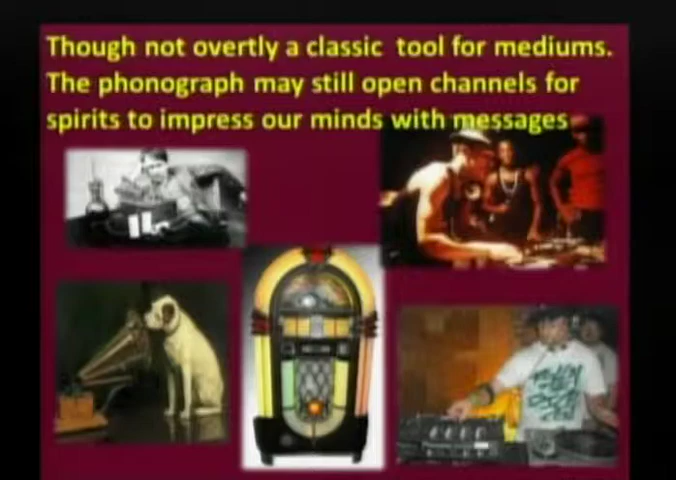 Though not overtly a classic tool for mediums.
The phonograph may still open channels for
spirits to impress our minds with messages